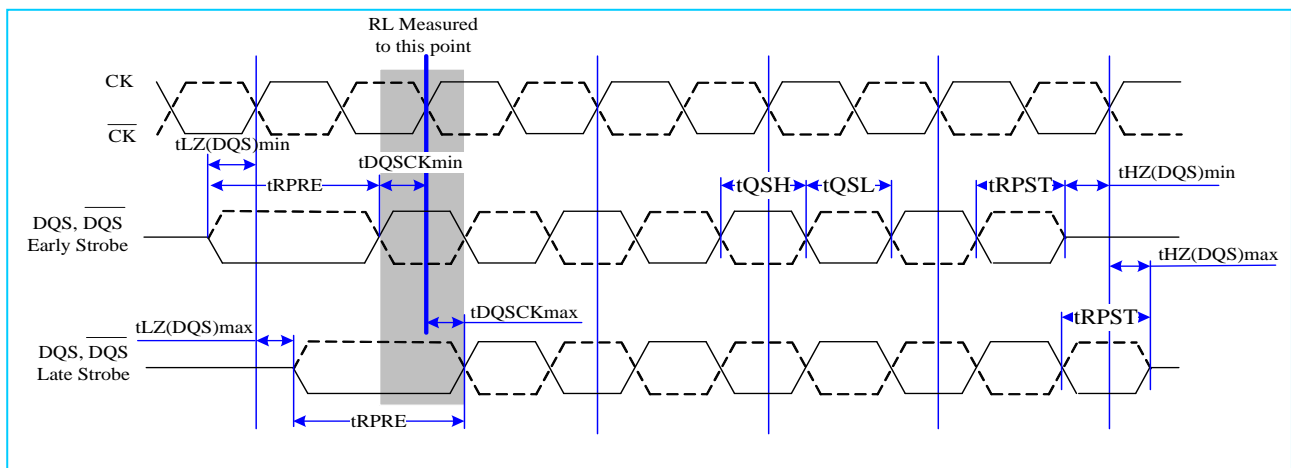 RL Measured
to this point
CK
CK
tLZ(DQS)min
tDQSCKmin
tRPRE
tQSH
tQSL
tRPST
tHZ(DQS)min
DQS, DQS
Early Strobe
tHZ(DQS)max
tDQSCKmax
tLZ(DQS)max
tRPST
DQS, DQS
Late Strobe
tRPRE